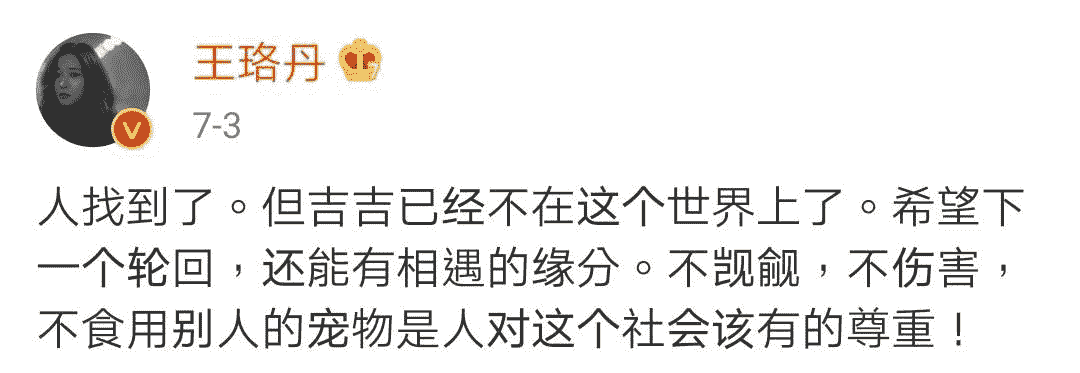 王珞丹
7-3
人找到了。但吉吉已经不在这个世界上了。希望下
一个轮回，还能有相遇的缘分。不觊觎，不伤害，
不食用别人的宠物是人对这个社会该有的尊重！